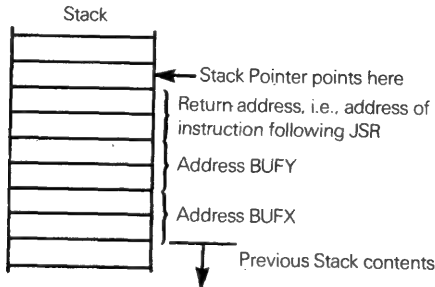 Stack
Stack Pointer points here
Return address, i.e., address of
instruction following JSR
Address BUFY
Address BUFX
Previous Stack contents